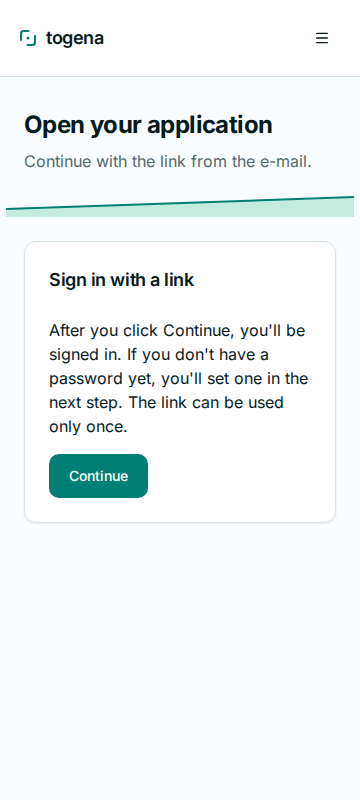 togena
Open your application
Continue with the link from the e-mail.
Sign in with a link
After you click Continue, you'll be
signed in. If you don't have a
password yet, you'll set one in the
next step. The link can be used
only once.
Continue